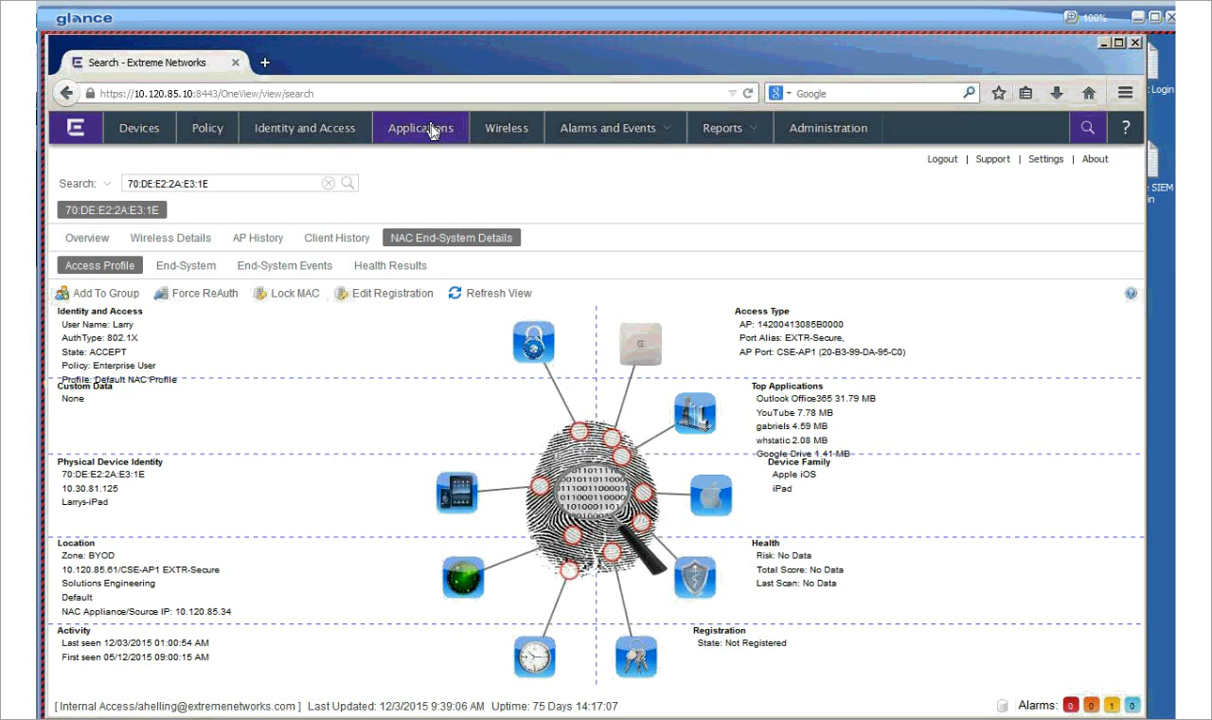 glance
100%
Search - Extreme Networks
https://10.120.85.10:8443/OneView/view/search
Google
Login
Devices Policy Identity and Access Applications Wireless Alarms and Events Reports Administration ?
Logout | Support | Settings | About
SIEM
Search: 70:DE:E2:2A:E3:1E
70:DE:E2:2A:E3:1E
Overview Wireless Details AP History Client History NAC End-System Details
Access Profile End-System End-System Events Health Results
Add To Group Force ReAuth Lock MAC Edit Registration Refresh View
Identity and Access
User Name: Larry
AuthType: 802.1X
State: ACCEPT
Policy: Enterprise User
Profile: Default NAC Profile
Access Type
AP: 14200413085B0000
Port Alias: EXTR-Secure,
AP Port: CSE-AP1 (20-B3-99-DA-95-C0)
Custom Data
None
Top Applications
Outlook Office365 31.79 MB
YouTube 7.78 MB
gabriels 4.59 MB
whstatic 2.08 MB
Google Drive 1.41 MB
Physical Device Identity
70:DE:E2:2A:E3:1E
10.30.81.125
Larrys-iPad
Device Family
Apple iOS
iPad
Location
Zone: BYOD
10.120.85.61/CSE-AP1 EXTR-Secure
Solutions Engineering
Default
NAC Appliance/Source IP: 10.120.85.34
Health
Risk: No Data
Total Score: No Data
Last Scan: No Data
Activity
Last seen 12/03/2015 01:00:54 AM
First seen 05/12/2015 09:00:15 AM
Registration
State: Not Registered
[ Internal Access/ahelling@extremenetworks.com ] Last Updated: 12/3/2015 9:39:06 AM Uptime: 75 Days 14:17:07
Alarms: 0 0 1 0